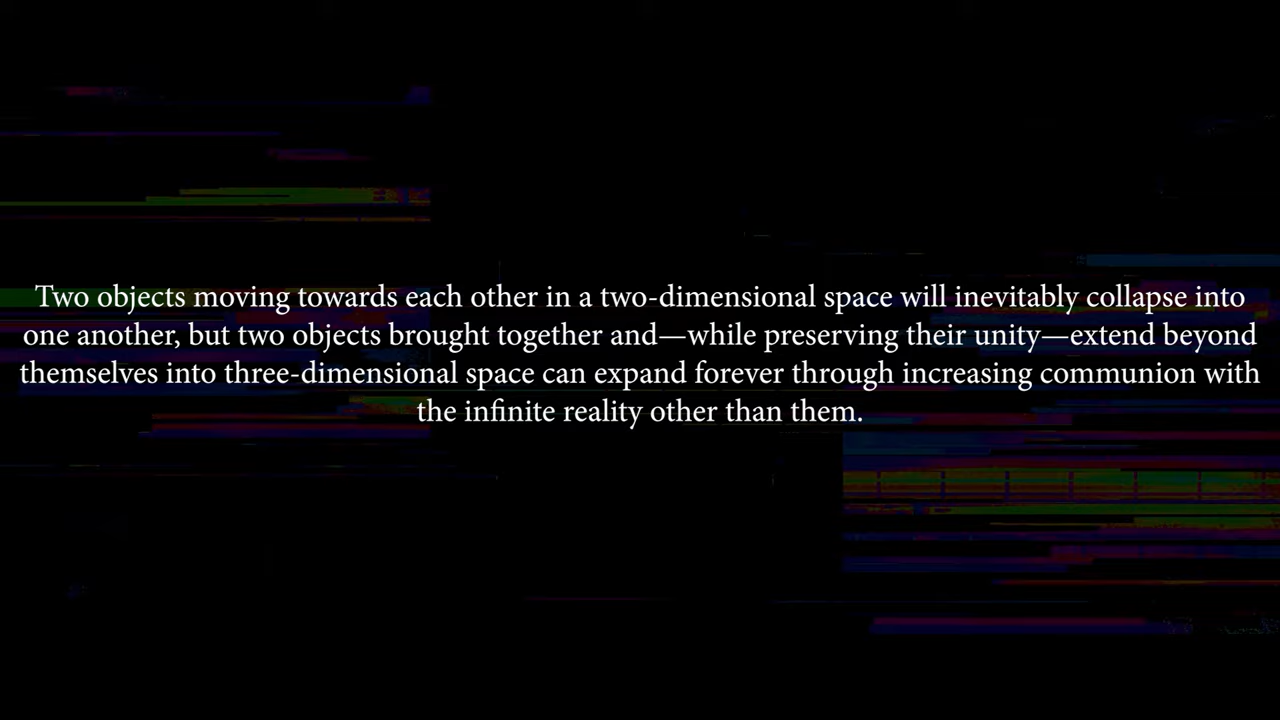 Two objects moving towards each other in a two-dimensional space will inevitably collapse into
one another, but two objects brought together and—while preserving their unity—extend beyond
themselves into three-dimensional space can expand forever through increasing communion with
the infinite reality other than them.